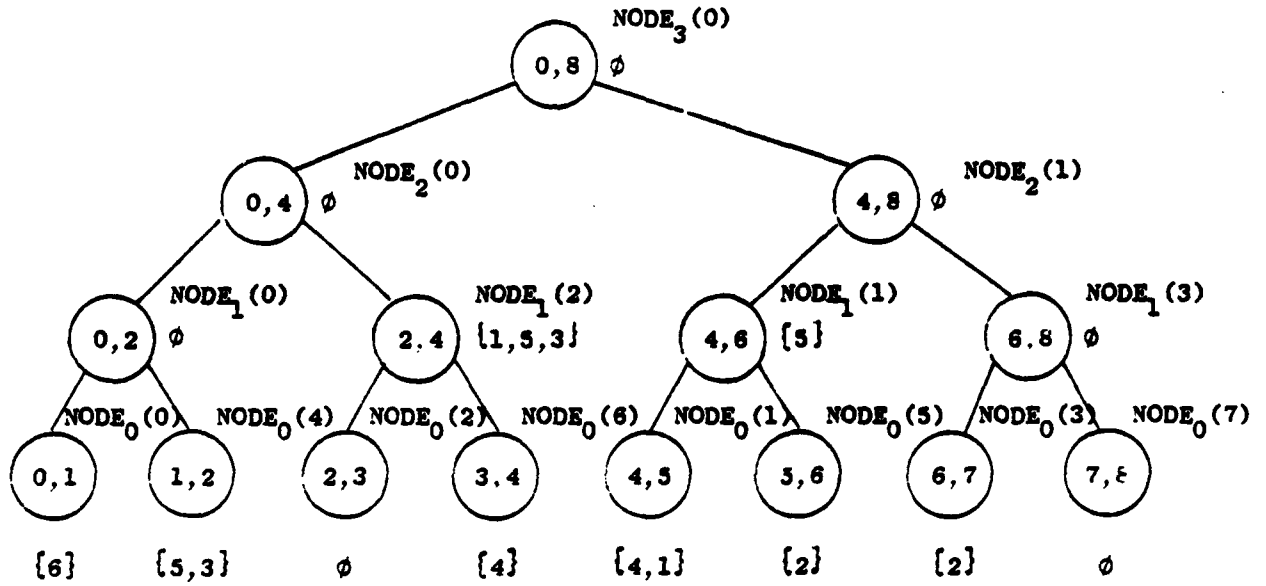 NODE₃(0)
0,8 ∅
NODE₂(0) NODE₂(1)
0,4 ∅ 4,8 ∅
NODE₁(0) NODE₁(2) NODE₁(1) NODE₁(3)
0,2 ∅ 2.4 {1,5,3} 4,6 {5} 6.8 ∅
NODE₀(0) NODE₀(4) NODE₀(2) NODE₀(6) NODE₀(1) NODE₀(5) NODE₀(3) NODE₀(7)
0,1 1,2 2,3 3.4 4,5 5,6 6,7 7,8
{6} {5,3} ∅ {4} {4,1} {2} {2} ∅